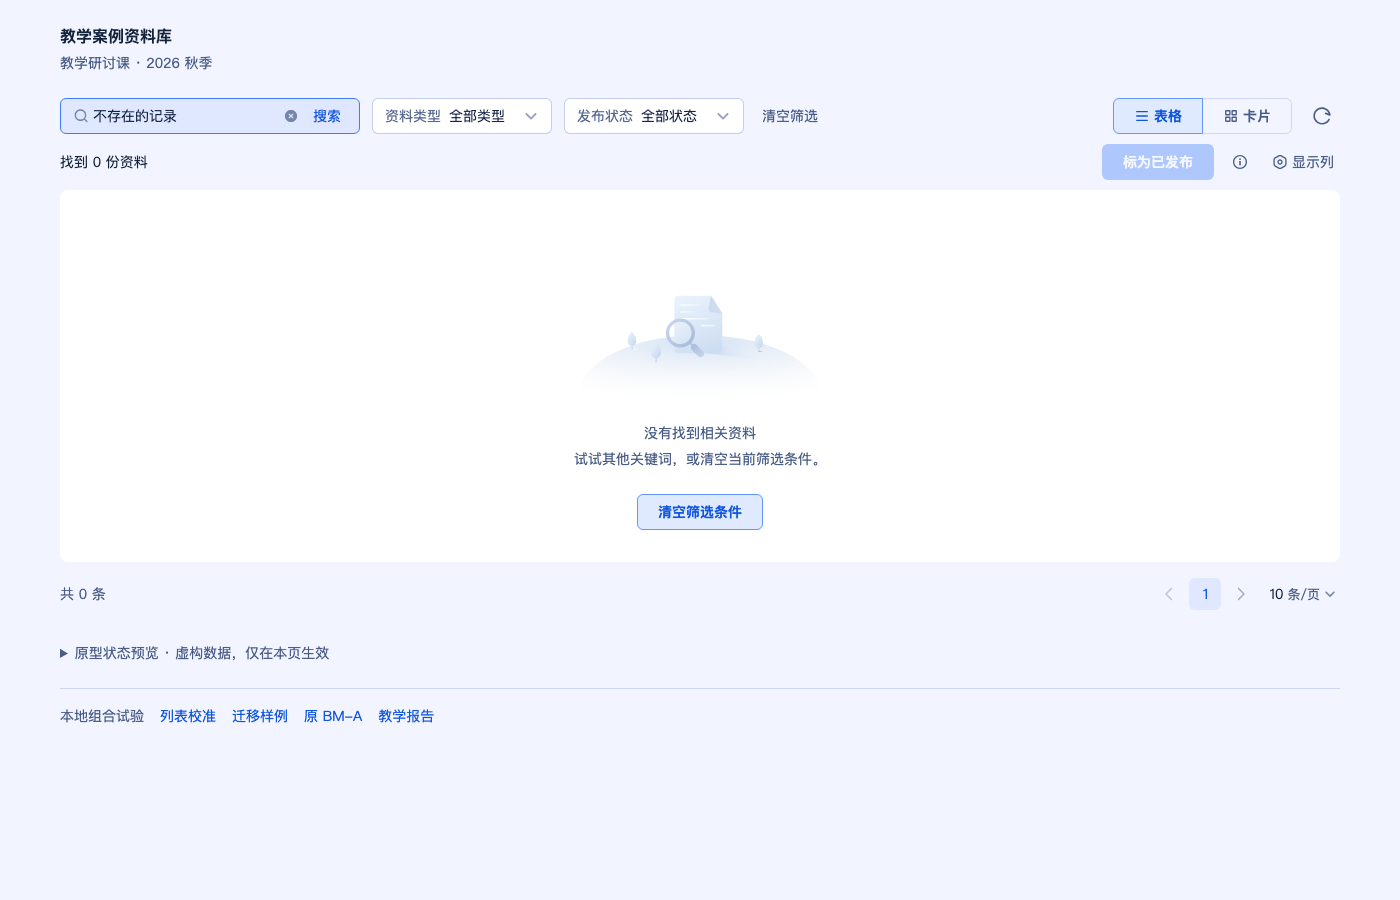 教学案例资料库
教学研讨课 · 2026 秋季
不存在的记录 搜索 资料类型 全部类型 发布状态 全部状态 清空筛选 表格 卡片
找到 0 份资料 标为已发布 显示列
没有找到相关资料
试试其他关键词，或清空当前筛选条件。
清空筛选条件
共 0 条 1 10 条/页
原型状态预览 · 虚构数据，仅在本页生效
本地组合试验 列表校准 迁移样例 原 BM-A 教学报告